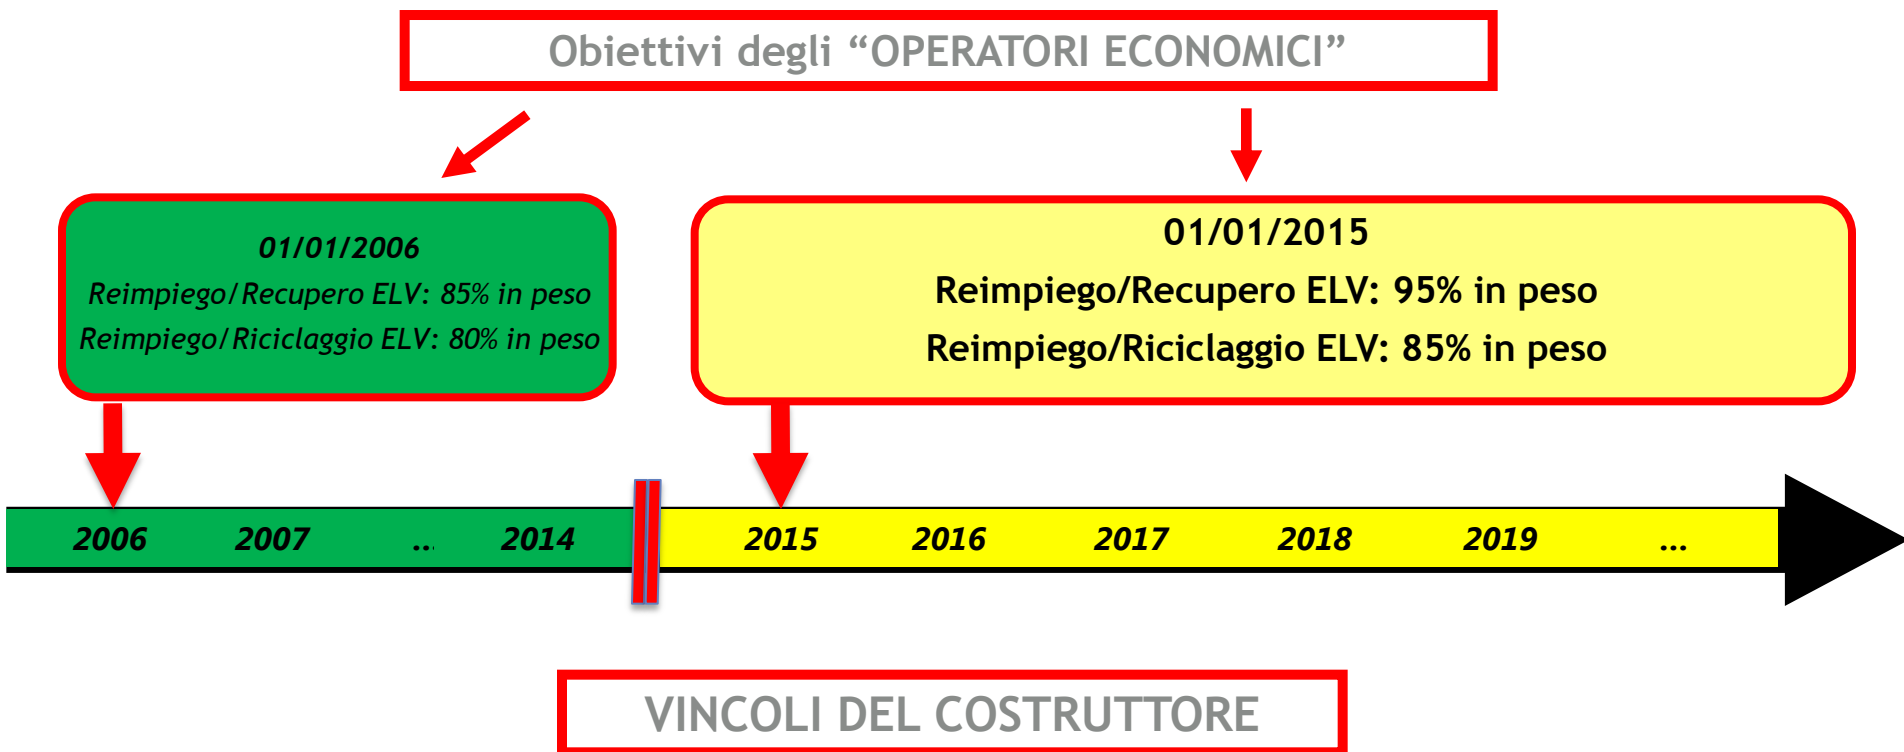 Obiettivi degli “OPERATORI ECONOMICI”
01/01/2006
Reimpiego/Recupero ELV: 85% in peso
Reimpiego/Riciclaggio ELV: 80% in peso
01/01/2015
Reimpiego/Recupero ELV: 95% in peso
Reimpiego/Riciclaggio ELV: 85% in peso
2006 2007 … 2014 2015 2016 2017 2018 2019 …
VINCOLI DEL COSTRUTTORE